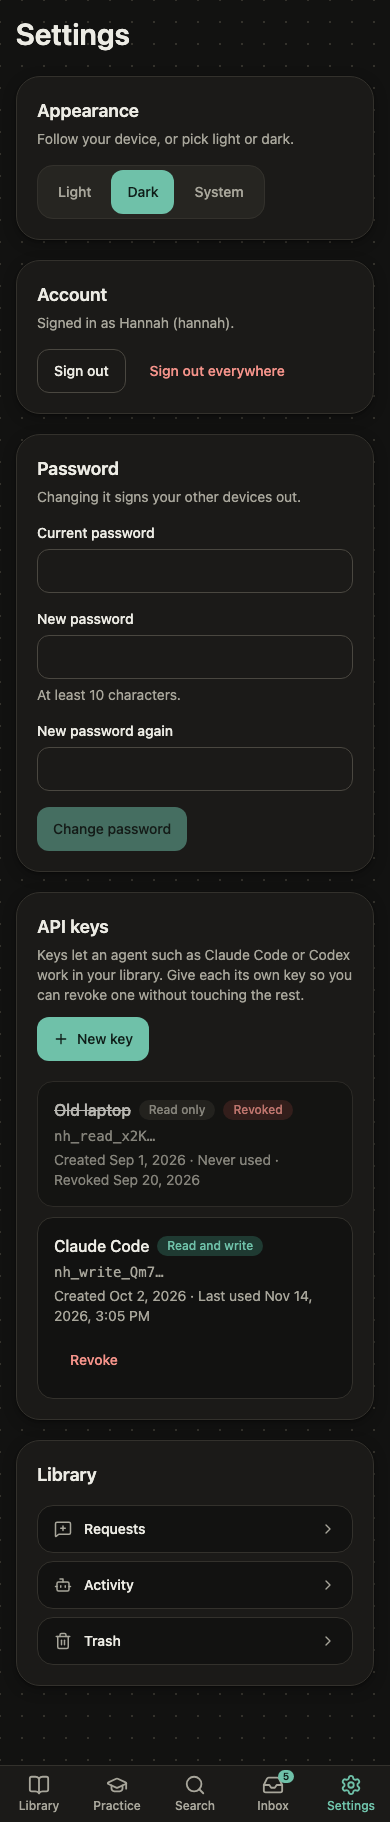 Settings
Appearance
Follow your device, or pick light or dark.
Light Dark System
Account
Signed in as Hannah (hannah).
Sign out Sign out everywhere
Password
Changing it signs your other devices out.
Current password
New password
At least 10 characters.
New password again
Change password
API keys
Keys let an agent such as Claude Code or Codex
work in your library. Give each its own key so you
can revoke one without touching the rest.
+ New key
Old laptop Read only Revoked
nh_read_x2K…
Created Sep 1, 2026 · Never used ·
Revoked Sep 20, 2026
Claude Code Read and write
nh_write_Qm7…
Created Oct 2, 2026 · Last used Nov 14,
2026, 3:05 PM
Revoke
Library
Requests
Activity
Trash
5
Library Practice Search Inbox Settings